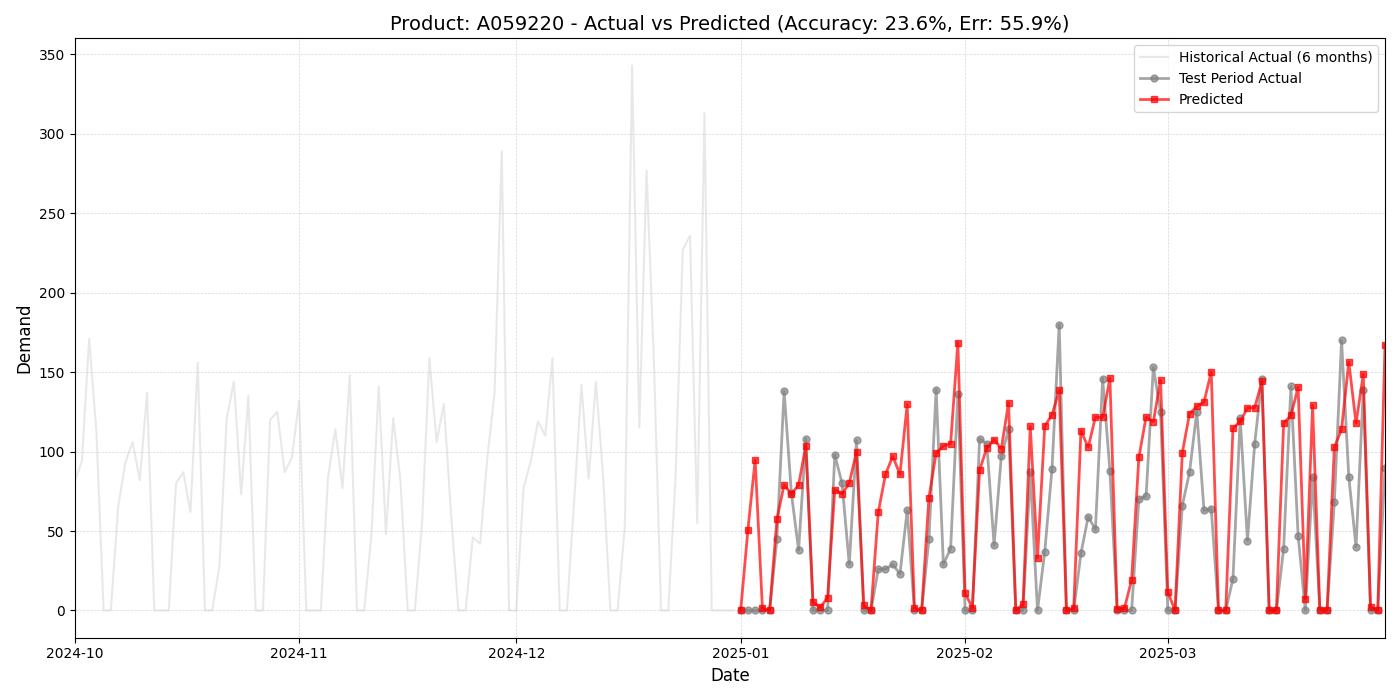 Product: A059220 - Actual vs Predicted (Accuracy: 23.6%, Err: 55.9%)
Historical Actual (6 months)
Test Period Actual
Predicted
Demand
350
300
250
200
150
100
50
0
2024-10
2024-11
2024-12
2025-01
2025-02
2025-03
Date